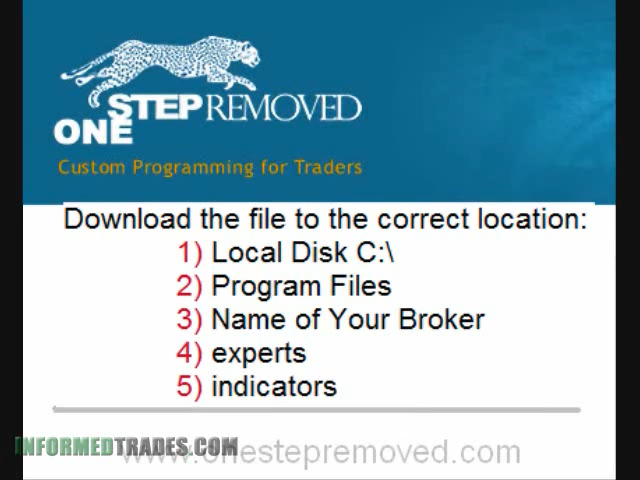 ONE STEP REMOVED
Custom Programming for Traders
Download the file to the correct location:
1) Local Disk C:\
2) Program Files
3) Name of Your Broker
4) experts
5) indicators
INFORMEDTRADES.COM
www.onestepremoved.com